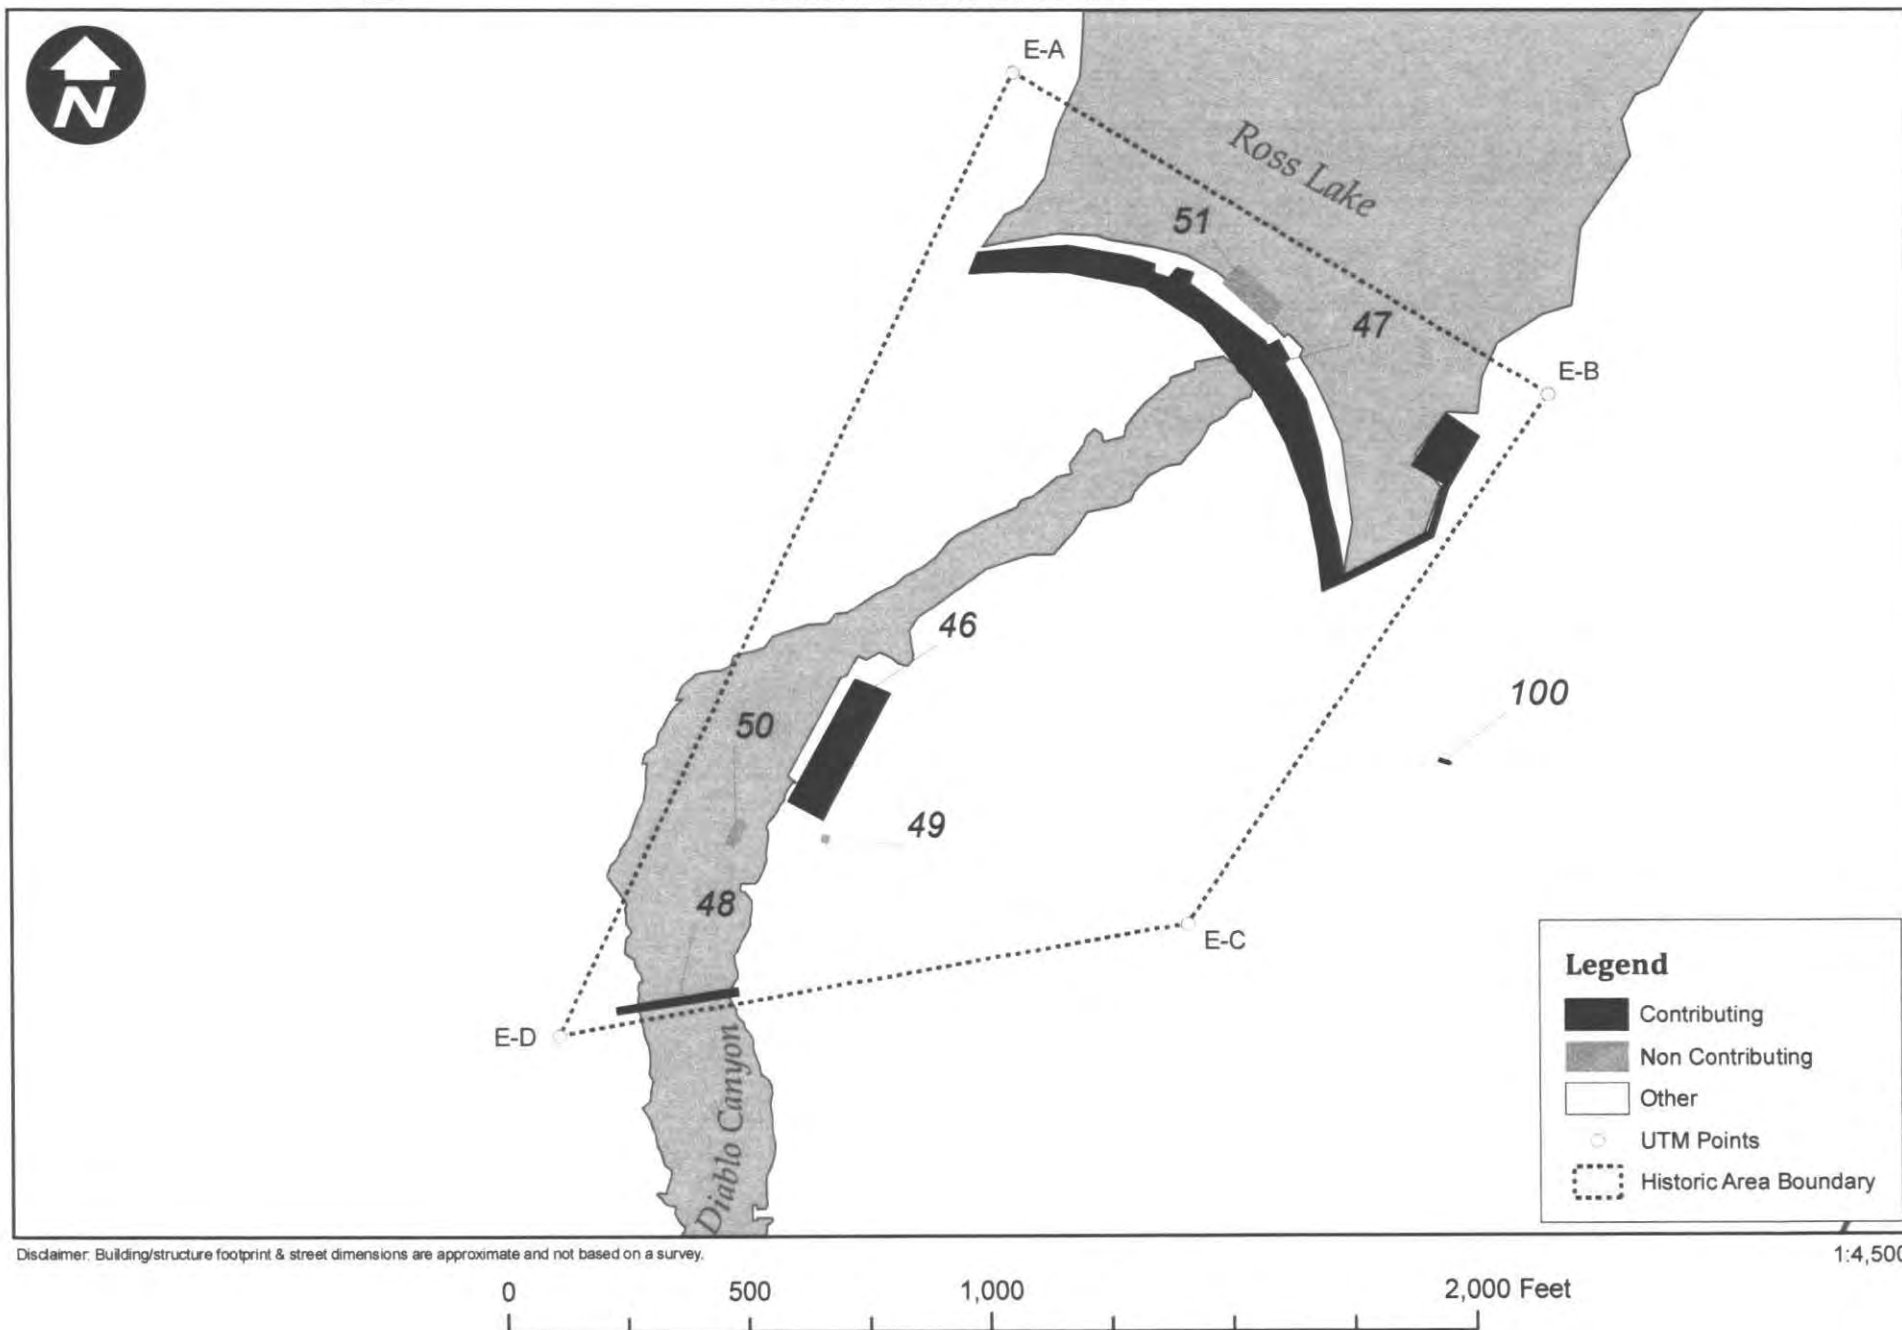 N
E-A
Ross Lake
51
47
E-B
46
100
50
49
48
E-C
E-D
Diablo Canyon
Legend
Contributing
Non Contributing
Other
UTM Points
Historic Area Boundary
Disclaimer: Building/structure footprint & street dimensions are approximate and not based on a survey.
1:4,500
0 500 1,000 2,000 Feet